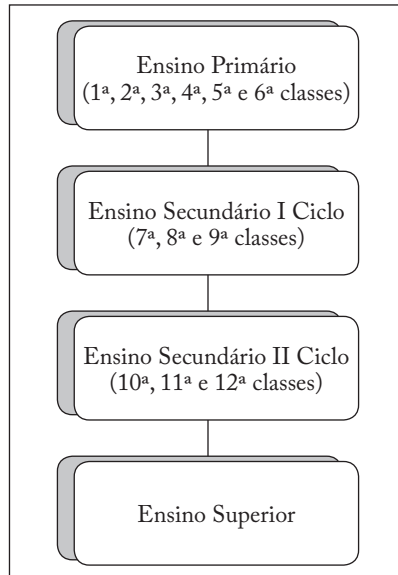 Ensino Primário
(1ª, 2ª, 3ª, 4ª, 5ª e 6ª classes)
Ensino Secundário I Ciclo
(7ª, 8ª e 9ª classes)
Ensino Secundário II Ciclo
(10ª, 11ª e 12ª classes)
Ensino Superior